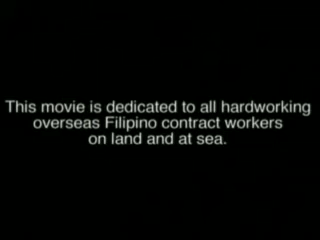 This movie is dedicated to all hardworking
overseas Filipino contract workers
on land and at sea.